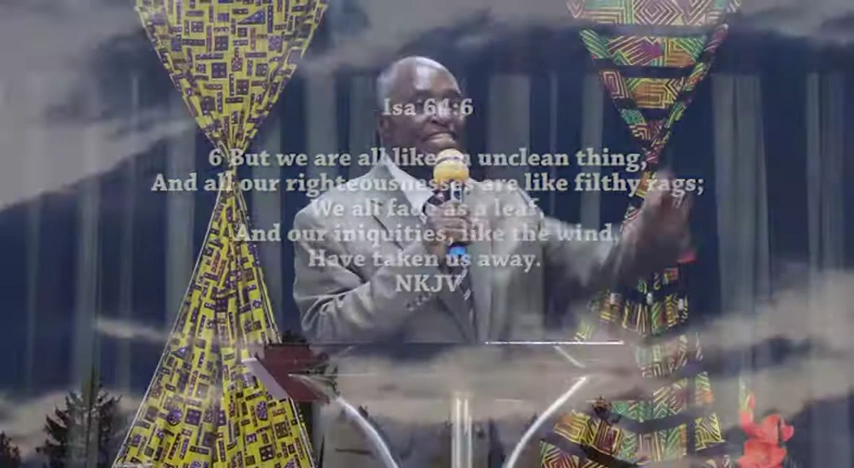 Isa 64:6
6 But we are all like an unclean thing,
And all our righteousnesses are like filthy rags;
We all fade as a leaf,
And our iniquities, like the wind,
Have taken us away.
NKJV